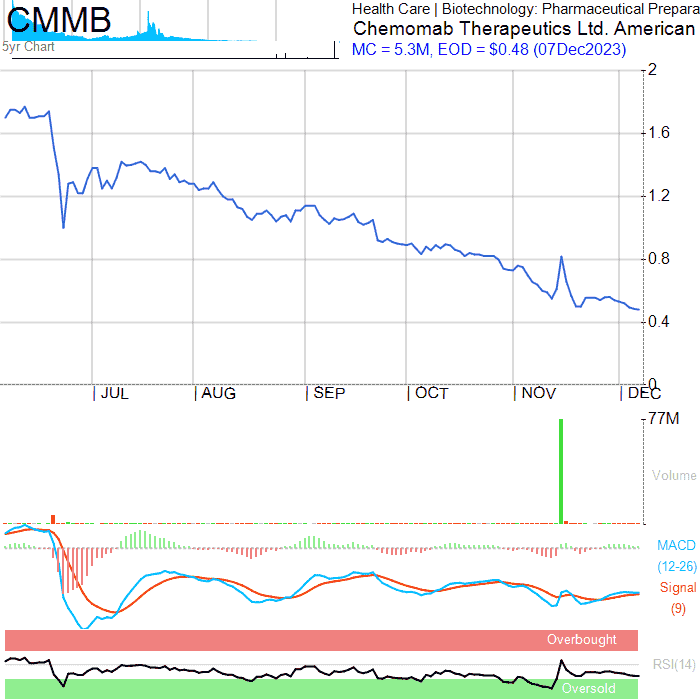 CMMB
5yr Chart
Health Care | Biotechnology: Pharmaceutical Prepara
Chemomab Therapeutics Ltd. American
MC = 5.3M, EOD = $0.48 (07Dec2023)
2
1.6
1.2
0.8
0.4
0
JUL AUG SEP OCT NOV DEC
77M
Volume
MACD
(12-26)
Signal
(9)
Overbought
RSI(14)
Oversold